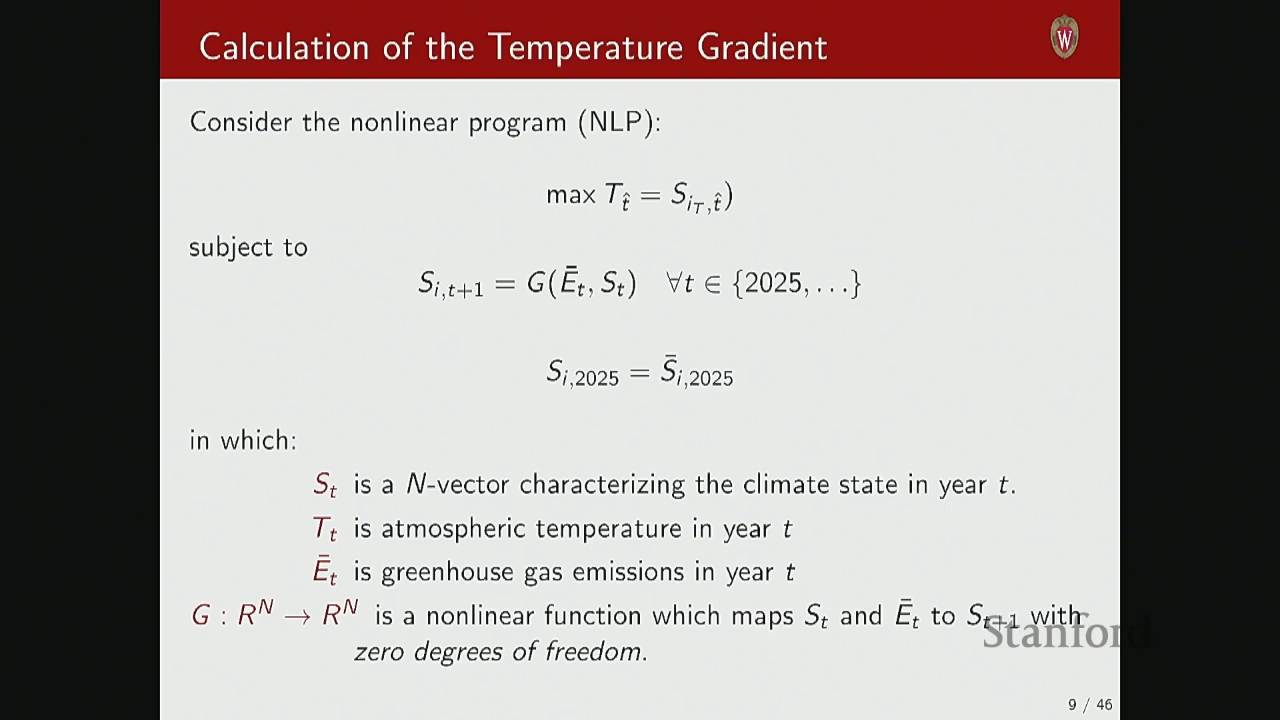 Calculation of the Temperature Gradient
W
Consider the nonlinear program (NLP):
max T_{t̂} = S_{i_T,t̂})
subject to
S_{i,t+1} = G(Ē_t, S_t)   ∀t ∈ {2025, ...}
S_{i,2025} = S̄_{i,2025}
in which:
S_t is a N-vector characterizing the climate state in year t.
T_t is atmospheric temperature in year t
Ē_t is greenhouse gas emissions in year t
G : R^N → R^N is a nonlinear function which maps S_t and Ē_t to S_{t+1} with
zero degrees of freedom.
Stanford
9 / 46